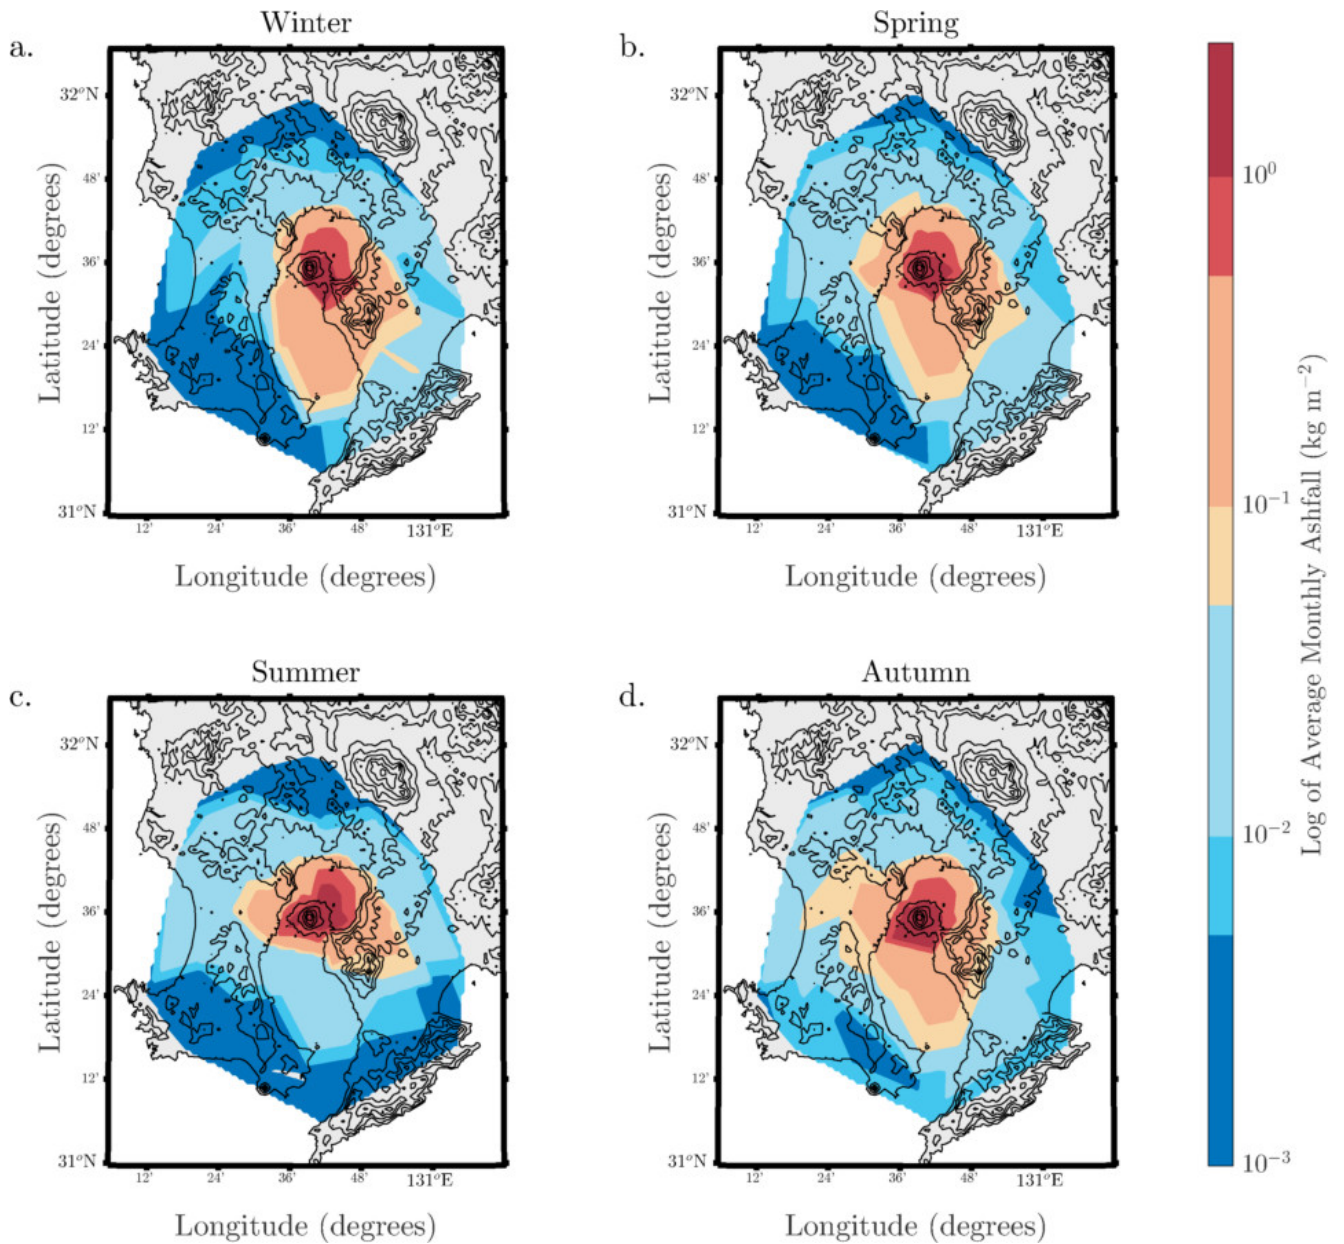 a.
Winter
32°N
48'
36'
24'
12'
31°N
Latitude (degrees)
12' 24' 36' 48' 131°E
Longitude (degrees)
b.
Spring
32°N
48'
36'
24'
12'
31°N
Latitude (degrees)
12' 24' 36' 48' 131°E
Longitude (degrees)
c.
Summer
32°N
48'
36'
24'
12'
31°N
Latitude (degrees)
12' 24' 36' 48' 131°E
Longitude (degrees)
d.
Autumn
32°N
48'
36'
24'
12'
31°N
Latitude (degrees)
12' 24' 36' 48' 131°E
Longitude (degrees)
10⁰
10⁻¹
10⁻²
10⁻³
Log of Average Monthly Ashfall (kg m⁻²)